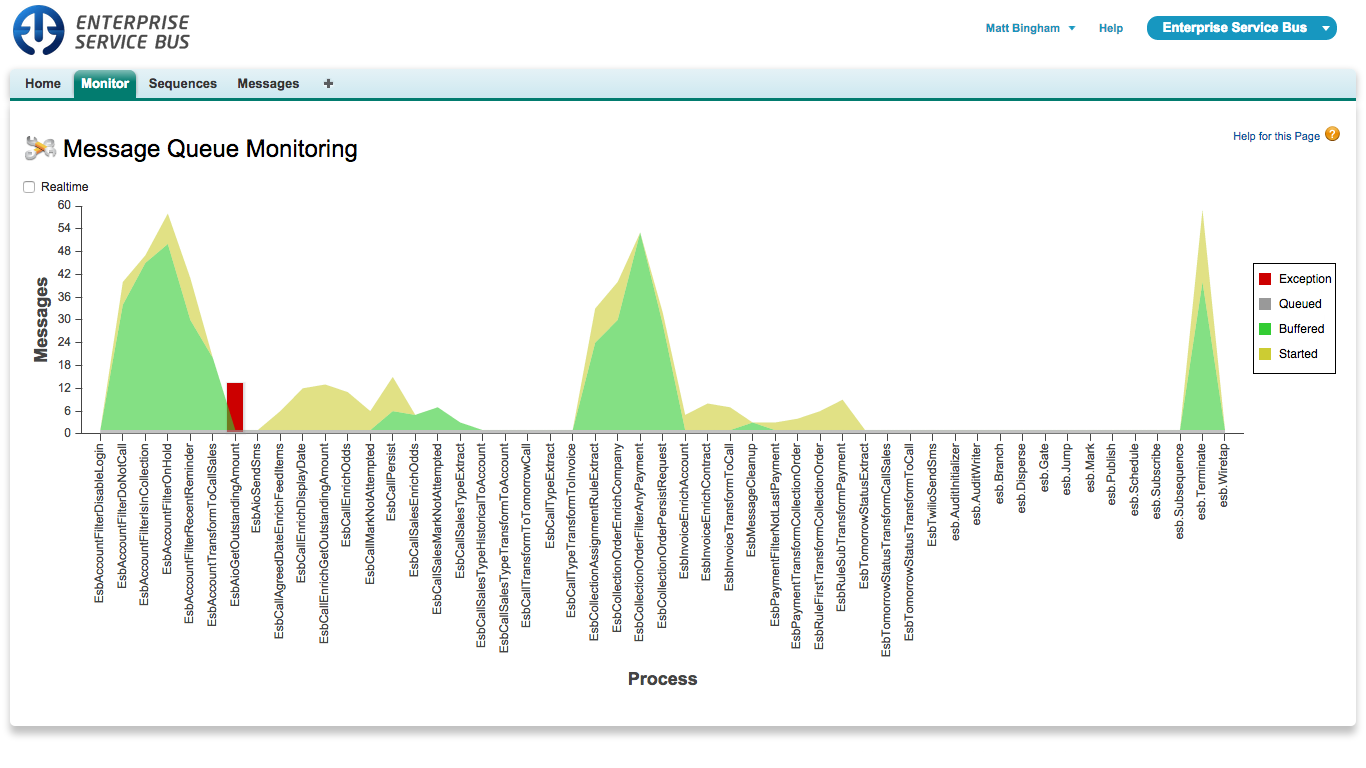 ENTERPRISE
SERVICE BUS
Matt Bingham
Help
Enterprise Service Bus
Home
Monitor
Sequences
Messages
+
Help for this Page
?
Message Queue Monitoring
Realtime
60
54
48
42
36
30
24
18
12
6
0
Messages
Exception
Queued
Buffered
Started
EsbAccountFilterDisableLogin
EsbAccountFilterDoNotCall
EsbAccountFilterIsInCollection
EsbAccountFilterOnHold
EsbAccountFilterRecentReminder
EsbAccountTransformToCallSales
EsbAioGetOutstandingAmount
EsbAioSendSms
EsbCallAgreedDateEnrichFeedItems
EsbCallEnrichDisplayDate
EsbCallEnrichGetOutstandingAmount
EsbCallEnrichOdds
EsbCallMarkNotAttempted
EsbCallPersist
EsbCallSalesEnrichOdds
EsbCallSalesMarkNotAttempted
EsbCallSalesTypeExtract
EsbCallSalesTypeHistoricalToAccount
EsbCallSalesTypeTransformToAccount
EsbCallTransformToTomorrowCall
EsbCallTypeExtract
EsbCallTypeTransformToInvoice
EsbCollectionAssignmentRuleExtract
EsbCollectionOrderEnrichCompany
EsbCollectionOrderFilterAnyPayment
EsbCollectionOrderPersistRequest
EsbInvoiceEnrichAccount
EsbInvoiceEnrichContract
EsbInvoiceTransformToCall
EsbMessageCleanup
EsbPaymentFilterNotLastPayment
EsbPaymentTransformCollectionOrder
EsbRuleFirstTransformCollectionOrder
EsbRuleSubTransformPayment
EsbTomorrowStatusExtract
EsbTomorrowStatusTransformCallSales
EsbTomorrowStatusTransformToCall
EsbTwilioSendSms
esb.AuditInitializer
esb.AuditWriter
esb.Branch
esb.Disperse
esb.Gate
esb.Jump
esb.Mark
esb.Publish
esb.Schedule
esb.Subscribe
esb.Subsequence
esb.Terminate
esb.Wiretap
Process